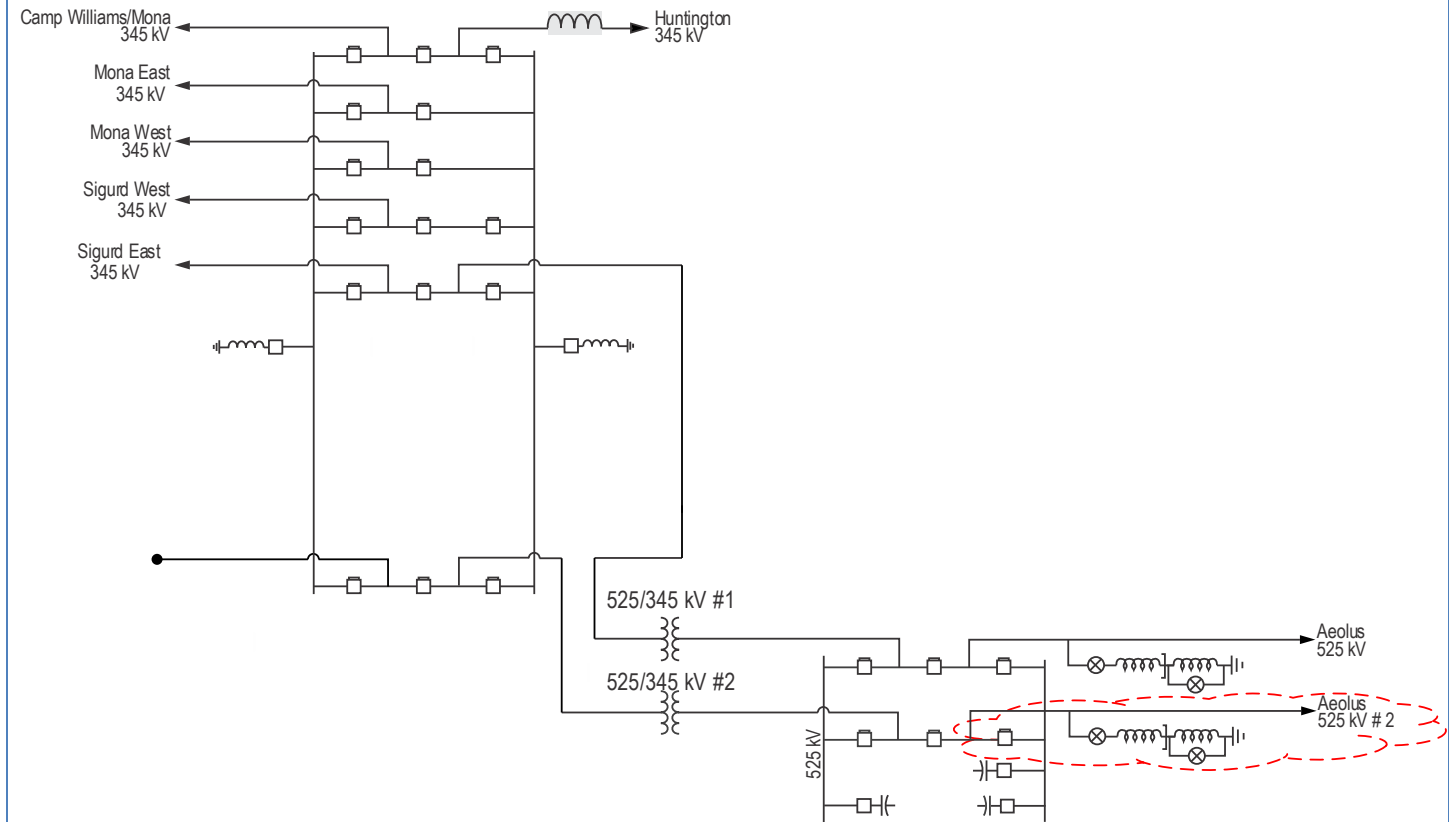 Camp Williams/Mona
345 kV
Huntington
345 kV
Mona East
345 kV
Mona West
345 kV
Sigurd West
345 kV
Sigurd East
345 kV
525/345 kV #1
525/345 kV #2
Aeolus
525 kV
Aeolus
525 kV # 2
525 kV